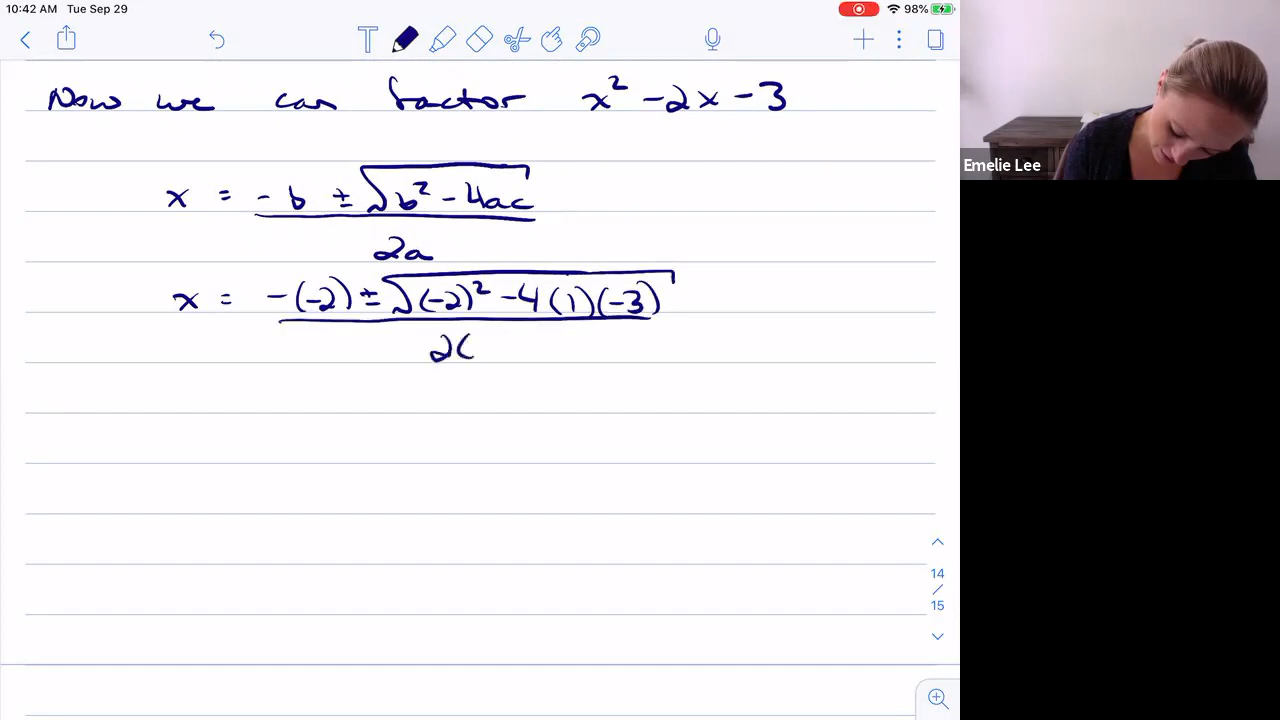 10:42 AM Tue Sep 29
98%
Now we can factor x² -2x -3
x = -b ± √b² - 4ac
2a
x = -(-2) ± √(-2)² -4(1)(-3)
2(
Emelie Lee
14
/
15